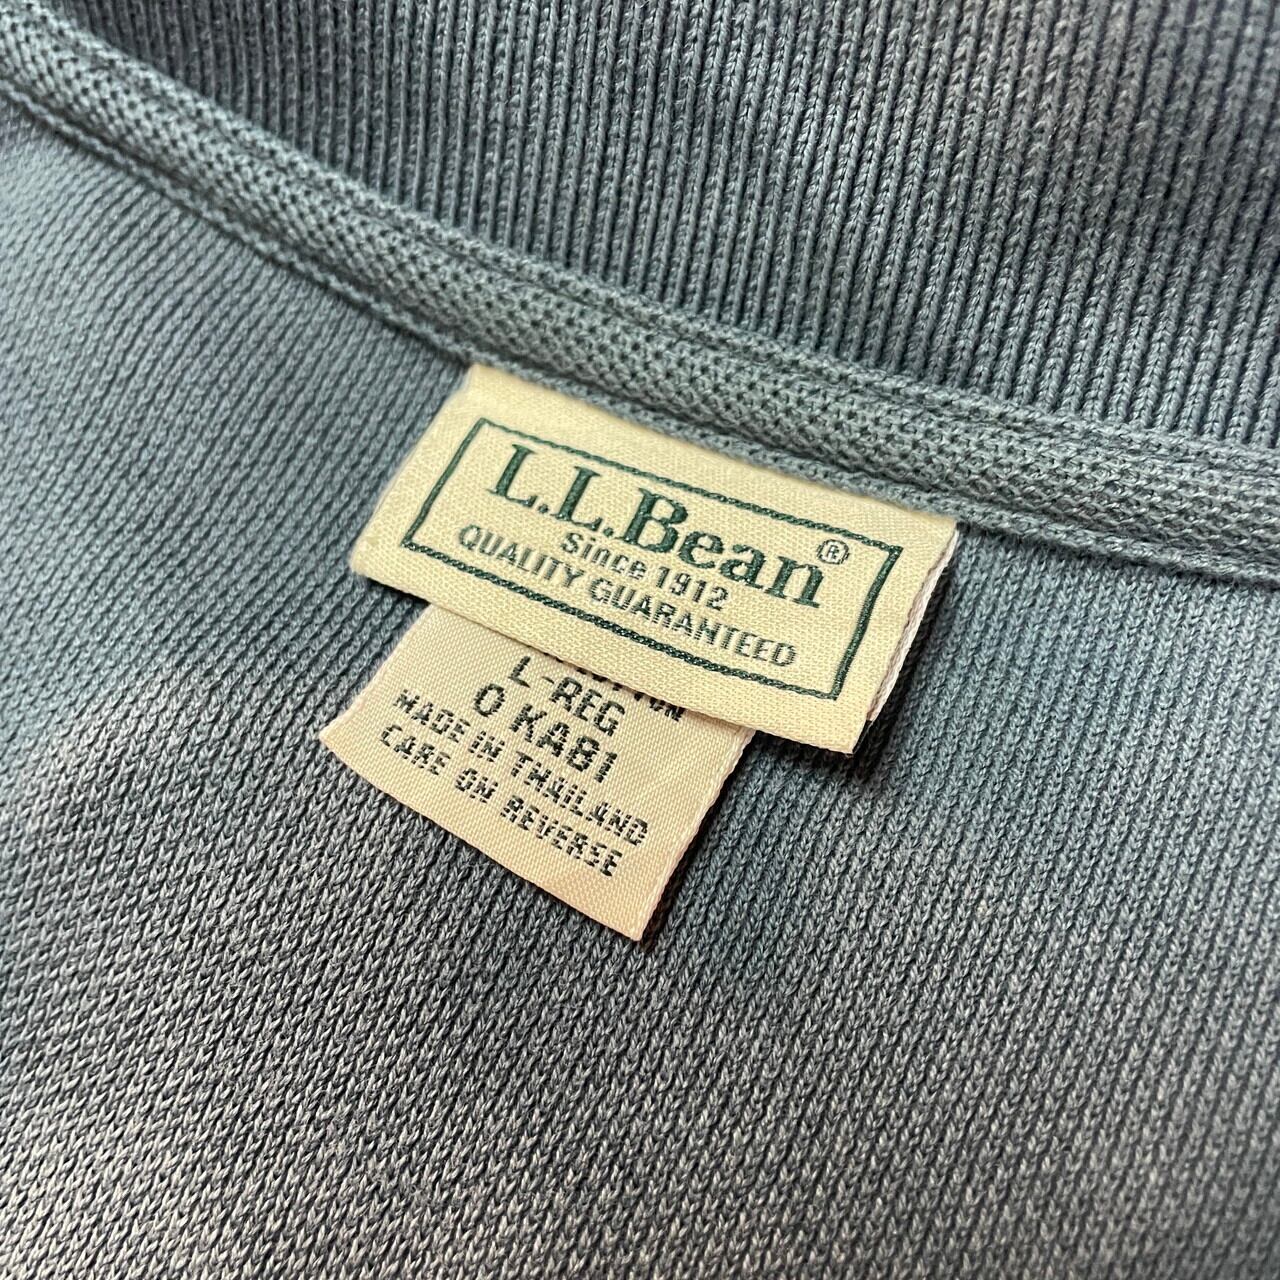 L.L.Bean®
Since 1912
QUALITY GUARANTEED
L-REG
0 KA81
MADE IN THAILAND
CARE ON REVERSE